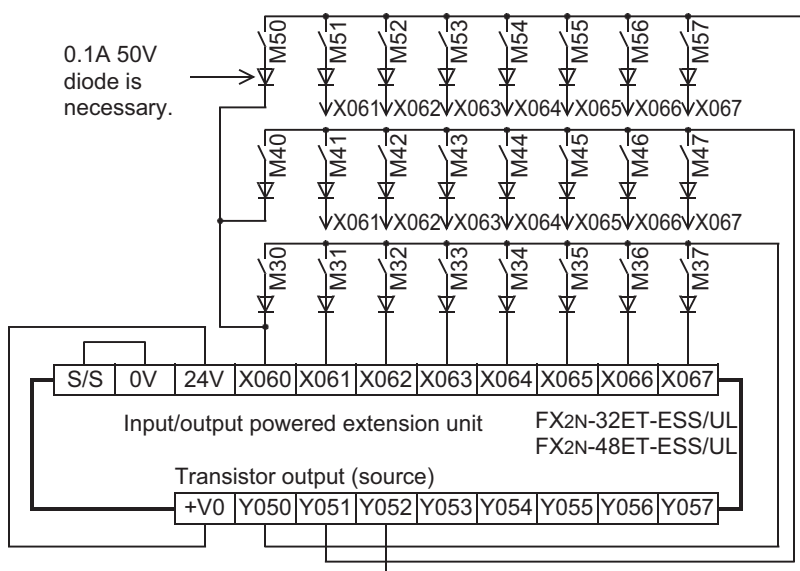 M50 M51 M52 M53 M54 M55 M56 M57
0.1A 50V
diode is
necessary.
X061 X062 X063 X064 X065 X066 X067
M40 M41 M42 M43 M44 M45 M46 M47
X061 X062 X063 X064 X065 X066 X067
M30 M31 M32 M33 M34 M35 M36 M37
S/S 0V 24V X060 X061 X062 X063 X064 X065 X066 X067
Input/output powered extension unit
FX2N-32ET-ESS/UL
FX2N-48ET-ESS/UL
Transistor output (source)
+V0 Y050 Y051 Y052 Y053 Y054 Y055 Y056 Y057